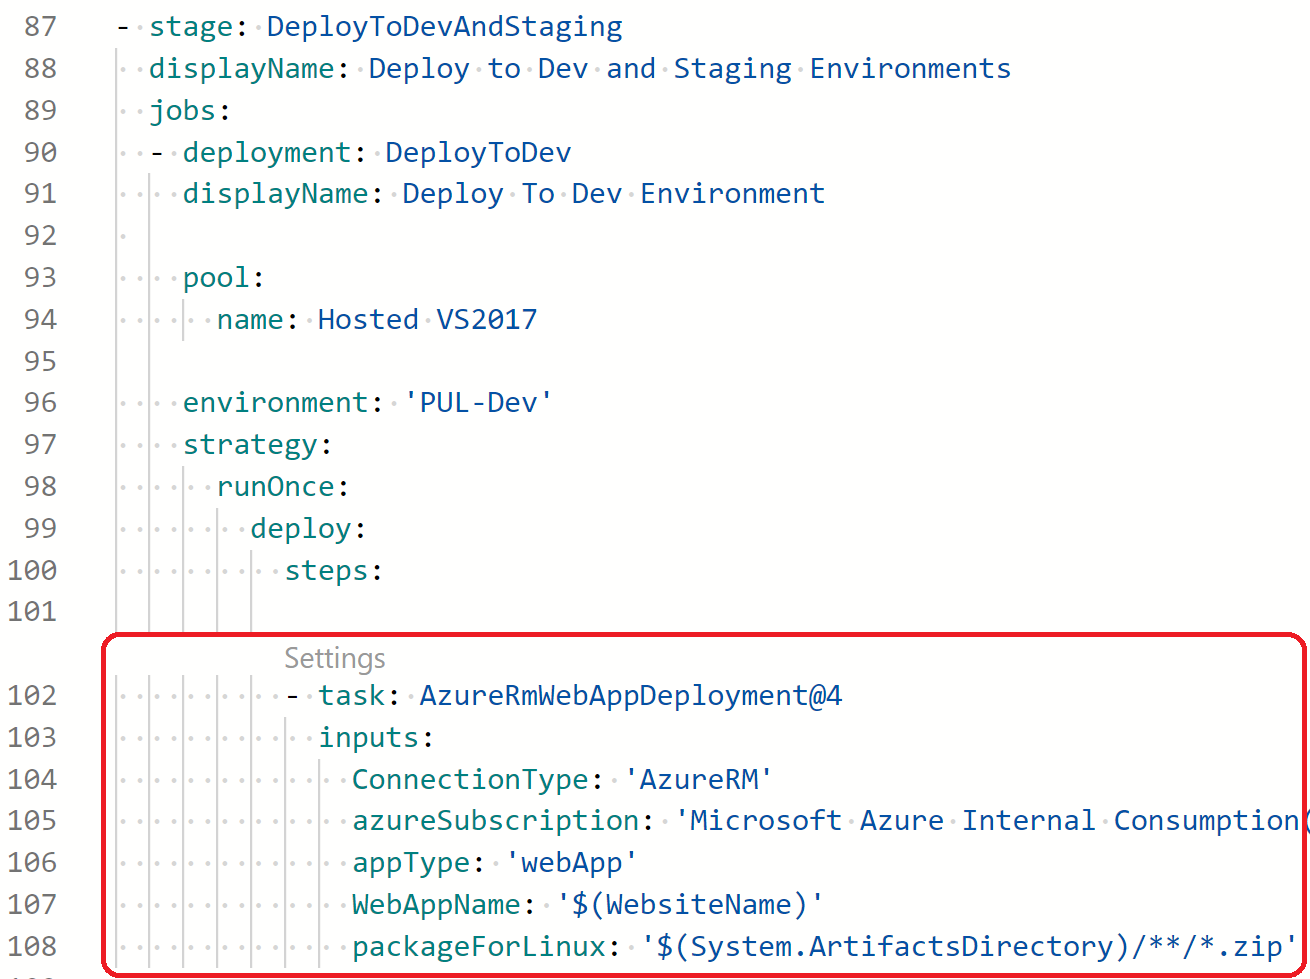 87 - stage: DeployToDevAndStaging
88 displayName: Deploy to Dev and Staging Environments
89 jobs:
90 - deployment: DeployToDev
91 displayName: Deploy To Dev Environment
92
93 pool:
94 name: Hosted VS2017
95
96 environment: 'PUL-Dev'
97 strategy:
98 runOnce:
99 deploy:
100 steps:
101
Settings
102 - task: AzureRmWebAppDeployment@4
103 inputs:
104 ConnectionType: 'AzureRM'
105 azureSubscription: 'Microsoft Azure Internal Consumption(
106 appType: 'webApp'
107 WebAppName: '$(WebsiteName)'
108 packageForLinux: '$(System.ArtifactsDirectory)/**/*.zip'